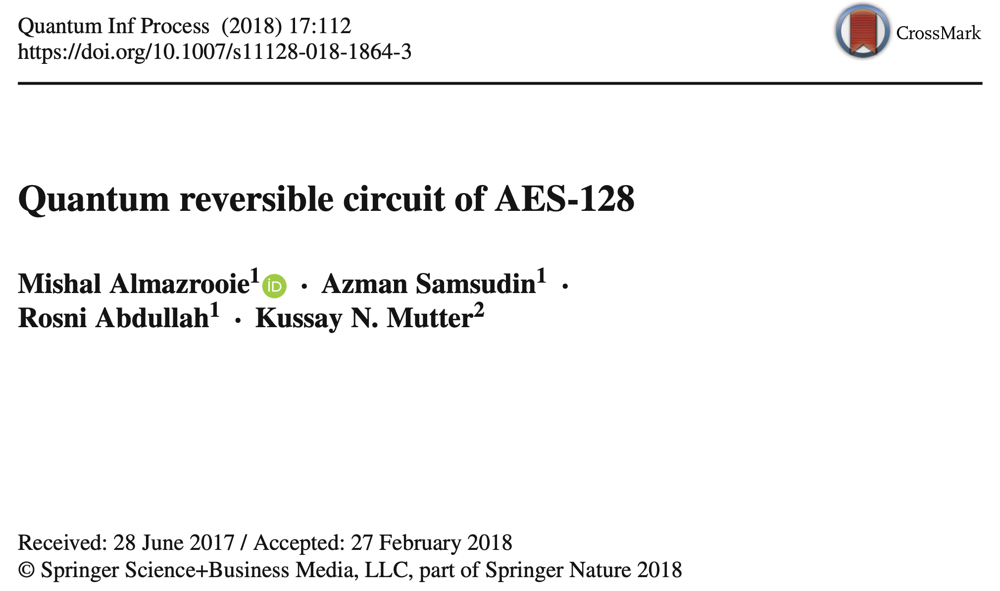 Quantum Inf Process (2018) 17:112
https://doi.org/10.1007/s11128-018-1864-3
CrossMark
Quantum reversible circuit of AES-128
Mishal Almazrooie¹ iD · Azman Samsudin¹ ·
Rosni Abdullah¹ · Kussay N. Mutter²
Received: 28 June 2017 / Accepted: 27 February 2018
© Springer Science+Business Media, LLC, part of Springer Nature 2018